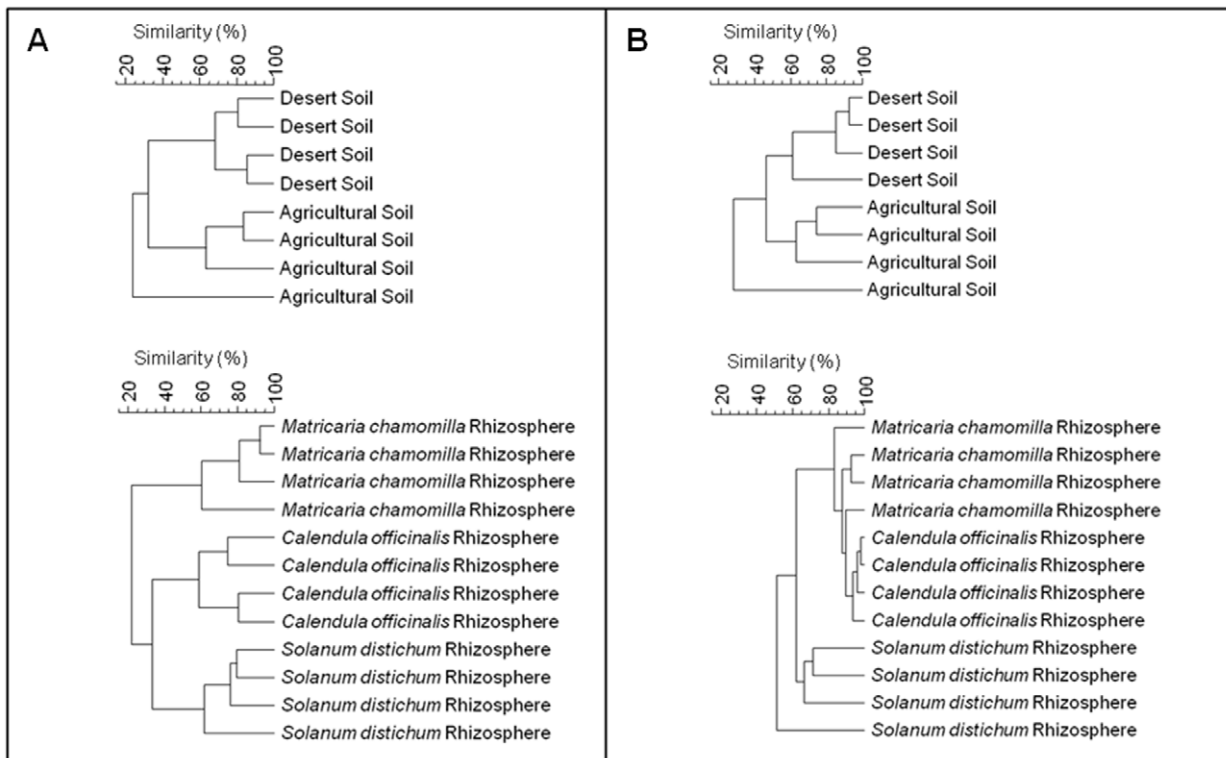 A
Similarity (%)
20 40 60 80 100
Desert Soil
Desert Soil
Desert Soil
Desert Soil
Agricultural Soil
Agricultural Soil
Agricultural Soil
Agricultural Soil
Similarity (%)
20 40 60 80 100
Matricaria chamomilla Rhizosphere
Matricaria chamomilla Rhizosphere
Matricaria chamomilla Rhizosphere
Matricaria chamomilla Rhizosphere
Calendula officinalis Rhizosphere
Calendula officinalis Rhizosphere
Calendula officinalis Rhizosphere
Calendula officinalis Rhizosphere
Solanum distichum Rhizosphere
Solanum distichum Rhizosphere
Solanum distichum Rhizosphere
Solanum distichum Rhizosphere
B
Similarity (%)
20 40 60 80 100
Desert Soil
Desert Soil
Desert Soil
Desert Soil
Agricultural Soil
Agricultural Soil
Agricultural Soil
Agricultural Soil
Similarity (%)
20 40 60 80 100
Matricaria chamomilla Rhizosphere
Matricaria chamomilla Rhizosphere
Matricaria chamomilla Rhizosphere
Matricaria chamomilla Rhizosphere
Calendula officinalis Rhizosphere
Calendula officinalis Rhizosphere
Calendula officinalis Rhizosphere
Calendula officinalis Rhizosphere
Solanum distichum Rhizosphere
Solanum distichum Rhizosphere
Solanum distichum Rhizosphere
Solanum distichum Rhizosphere